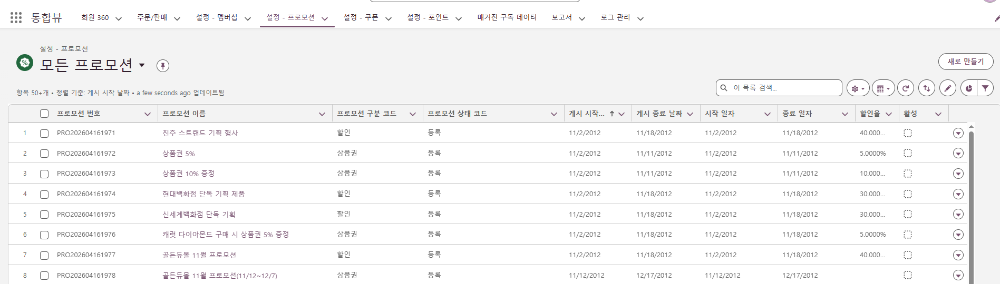 통합뷰 회원 360 주문/판매 설정 - 멤버십 설정 - 프로모션 설정 - 쿠폰 설정 - 포인트 매거진 구독 데이터 보고서 로그 관리
설정 - 프로모션
모든 프로모션
새로 만들기
항목 50+개 • 정렬 기준: 게시 시작 날짜 • a few seconds ago 업데이트됨
이 목록 검색...
프로모션 번호 프로모션 이름 프로모션 구분 코드 프로모션 상태 코드 게시 시작... 게시 종료 날짜 시작 일자 종료 일자 할인율 활성
1 PRO202604161971 진주 스트랜드 기획 행사 할인 등록 11/2/2012 11/18/2012 11/2/2012 11/18/2012 40.000...
2 PRO202604161972 상품권 5% 상품권 등록 11/2/2012 11/11/2012 11/2/2012 11/11/2012 5.0000%
3 PRO202604161973 상품권 10% 증정 상품권 등록 11/2/2012 11/11/2012 11/2/2012 11/11/2012 10.000...
4 PRO202604161974 현대백화점 단독 기획 제품 할인 등록 11/2/2012 11/18/2012 11/2/2012 11/18/2012 30.000...
5 PRO202604161975 신세계백화점 단독 기획 할인 등록 11/2/2012 11/18/2012 11/2/2012 11/18/2012 30.000...
6 PRO202604161976 캐럿 다이아몬드 구매 시 상품권 5% 증정 상품권 등록 11/2/2012 11/18/2012 11/2/2012 11/18/2012 5.0000%
7 PRO202604161977 골든듀몰 11월 프로모션 할인 등록 11/2/2012 11/18/2012 11/2/2012 11/18/2012 40.000...
8 PRO202604161978 골든듀몰 11월 프로모션(11/12~12/7) 상품권 등록 11/12/2012 12/17/2012 11/12/2012 12/17/2012